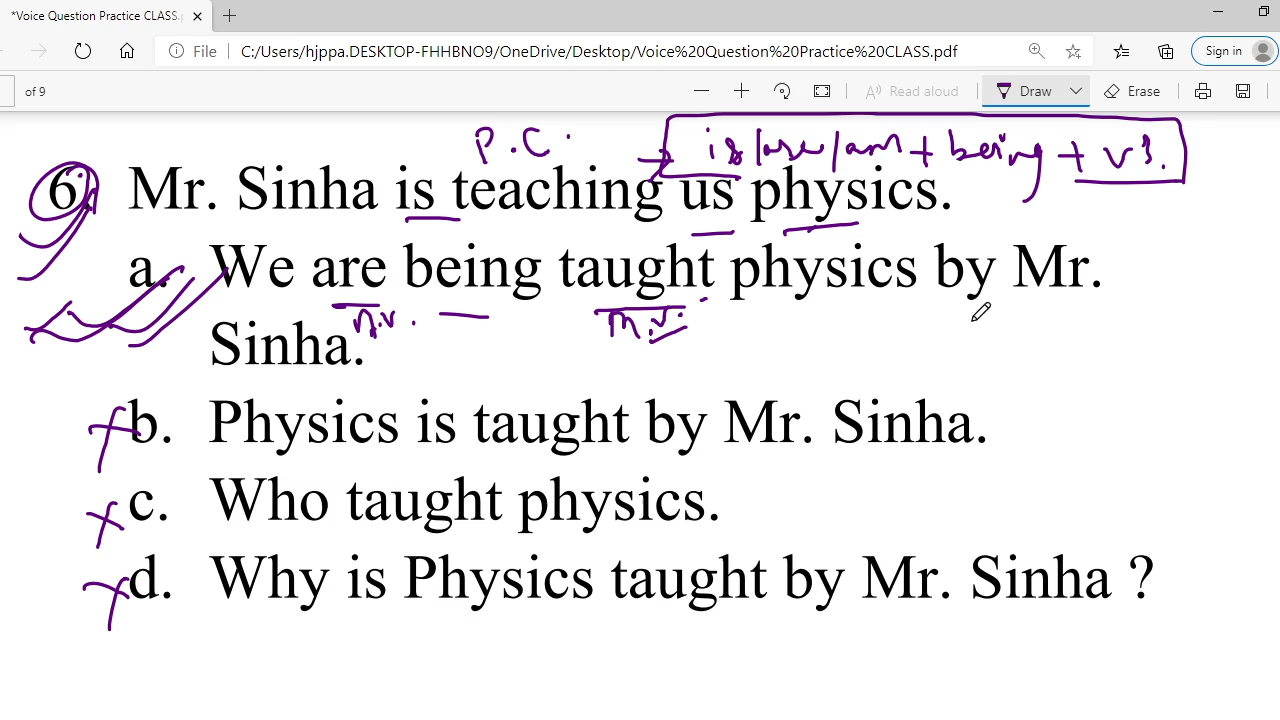 *Voice Question Practice CLASS.p
File C:/Users/hjppa.DESKTOP-FHHBNO9/OneDrive/Desktop/Voice%20Question%20Practice%20CLASS.pdf Sign in
of 9 Read aloud Draw Erase
P.C. is/are/am + being + v3.
6. Mr. Sinha is teaching us physics.
a. We are being taught physics by Mr.
m.v.
Sinha.
b. Physics is taught by Mr. Sinha.
c. Who taught physics.
d. Why is Physics taught by Mr. Sinha ?